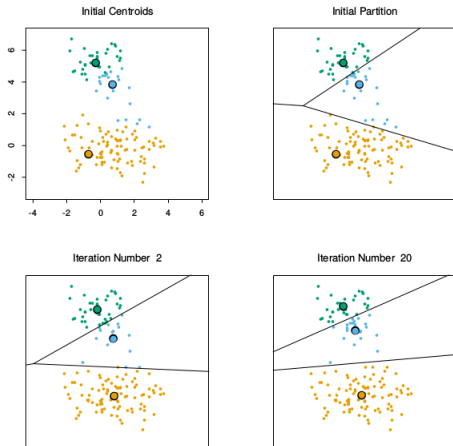 Initial Centroids
Initial Partition
6
4
2
0
-2
-4 -2 0 2 4 6
Iteration Number 2
Iteration Number 20